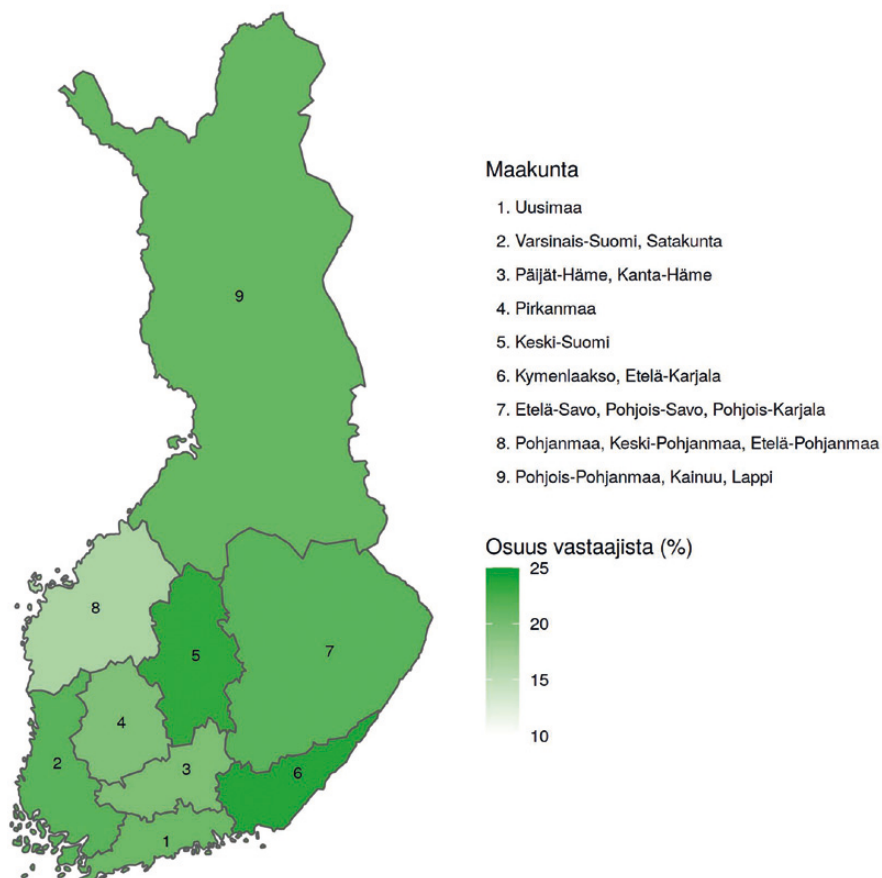 Maakunta
1. Uusimaa
2. Varsinais-Suomi, Satakunta
3. Päijät-Häme, Kanta-Häme
4. Pirkanmaa
5. Keski-Suomi
6. Kymenlaakso, Etelä-Karjala
7. Etelä-Savo, Pohjois-Savo, Pohjois-Karjala
8. Pohjanmaa, Keski-Pohjanmaa, Etelä-Pohjanmaa
9. Pohjois-Pohjanmaa, Kainuu, Lappi
Osuus vastaajista (%)
25
20
15
10
9
8
5
7
4
2
3
6
1